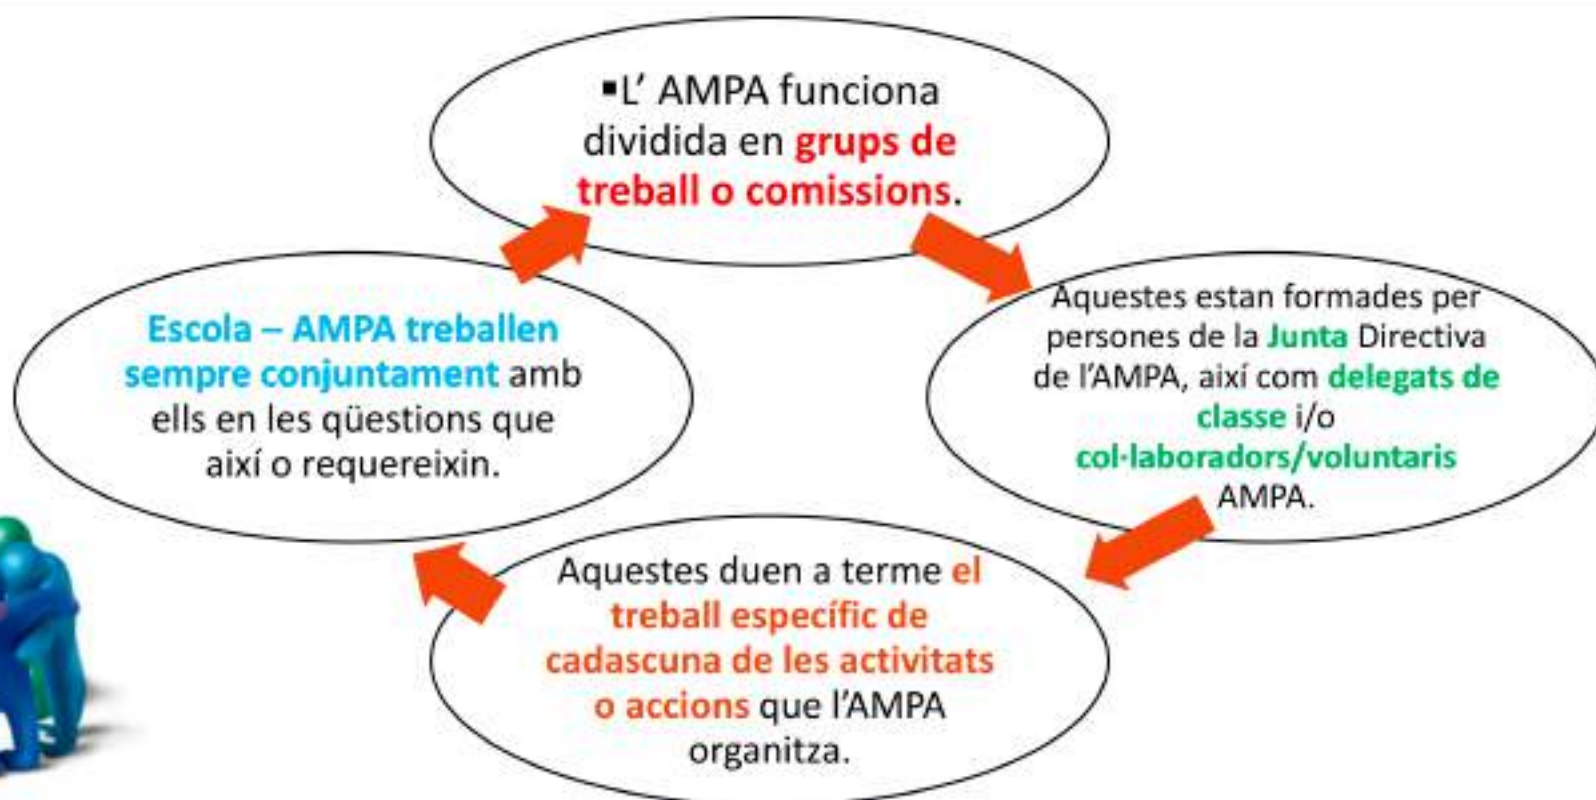 ▪L' AMPA funciona
dividida en grups de
treball o comissions.
Aquestes estan formades per
persones de la Junta Directiva
de l'AMPA, així com delegats de
classe i/o
col·laboradors/voluntaris
AMPA.
Aquestes duen a terme el
treball específic de
cadascuna de les activitats
o accions que l'AMPA
organitza.
Escola – AMPA treballen
sempre conjuntament amb
ells en les qüestions que
així o requereixin.